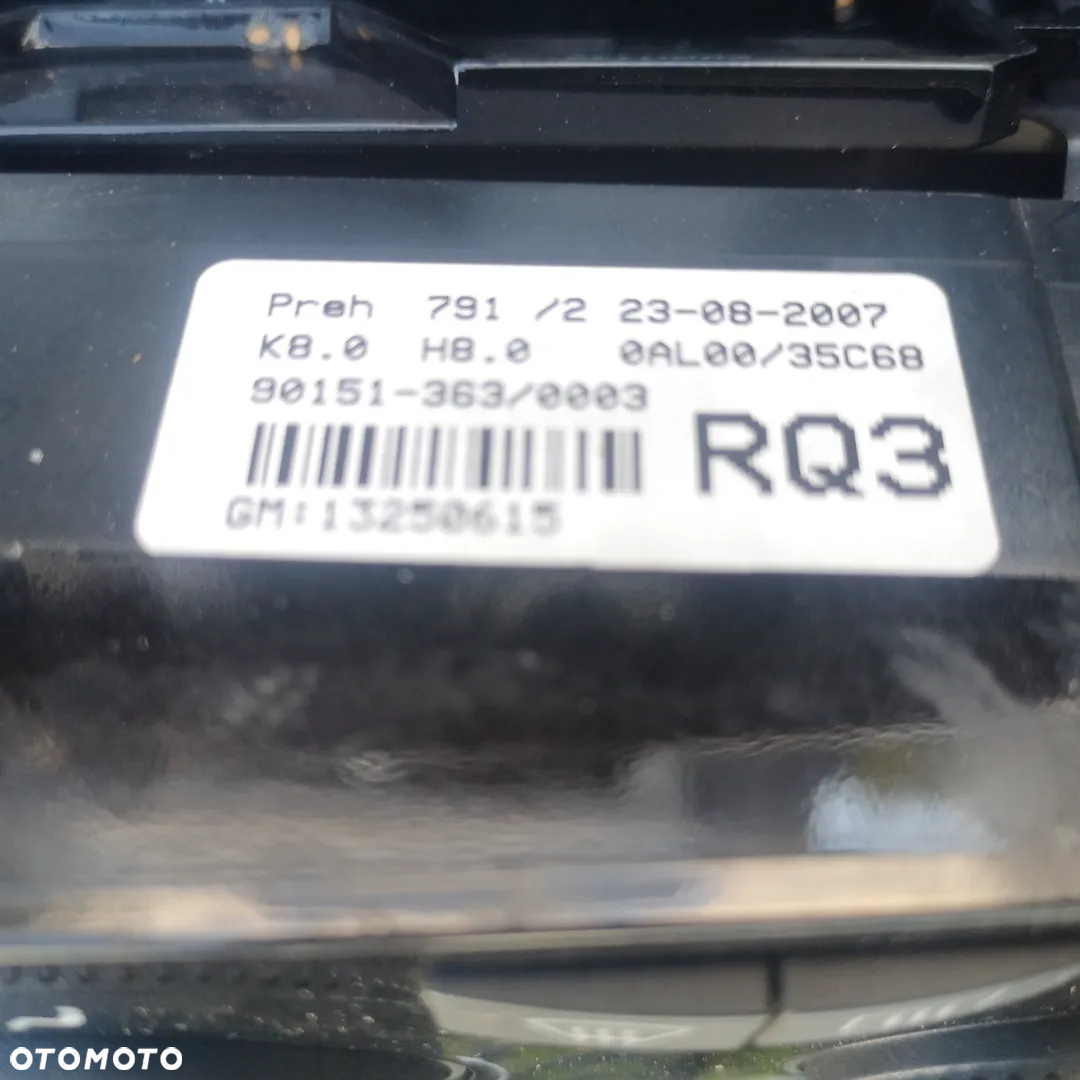 Preh 791 /2 23-08-2007
K8.0 H8.0 0AL00/35C68
90151-363/0003
RQ3
GM:13250615
OTOMOTO